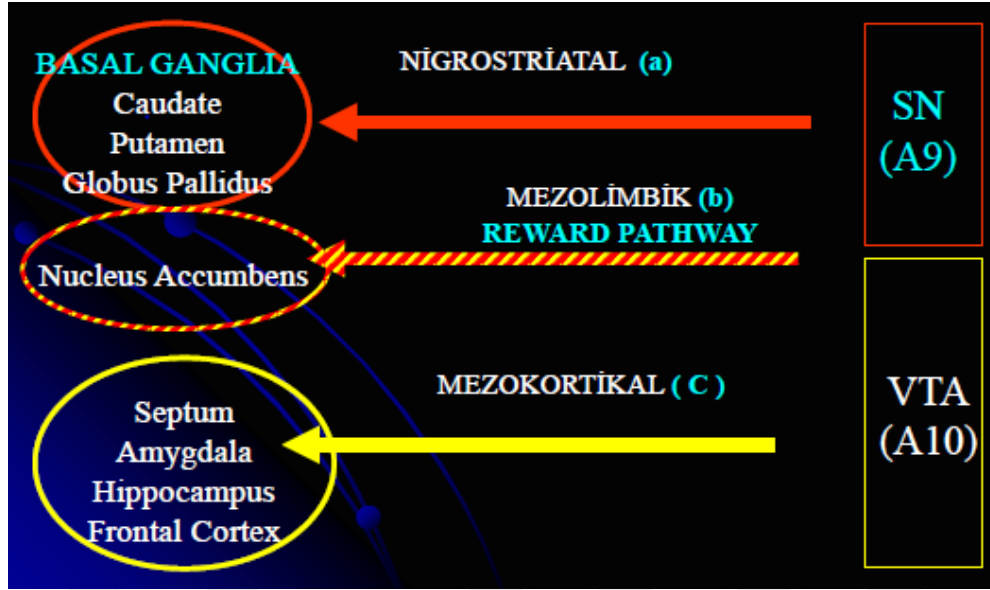 BASAL GANGLIA
Caudate
Putamen
Globus Pallidus
NİGROSTRİATAL (a)
SN
(A9)
MEZOLİMBİK (b)
REWARD PATHWAY
Nucleus Accumbens
MEZOKORTİKAL ( C )
Septum
Amygdala
Hippocampus
Frontal Cortex
VTA
(A10)